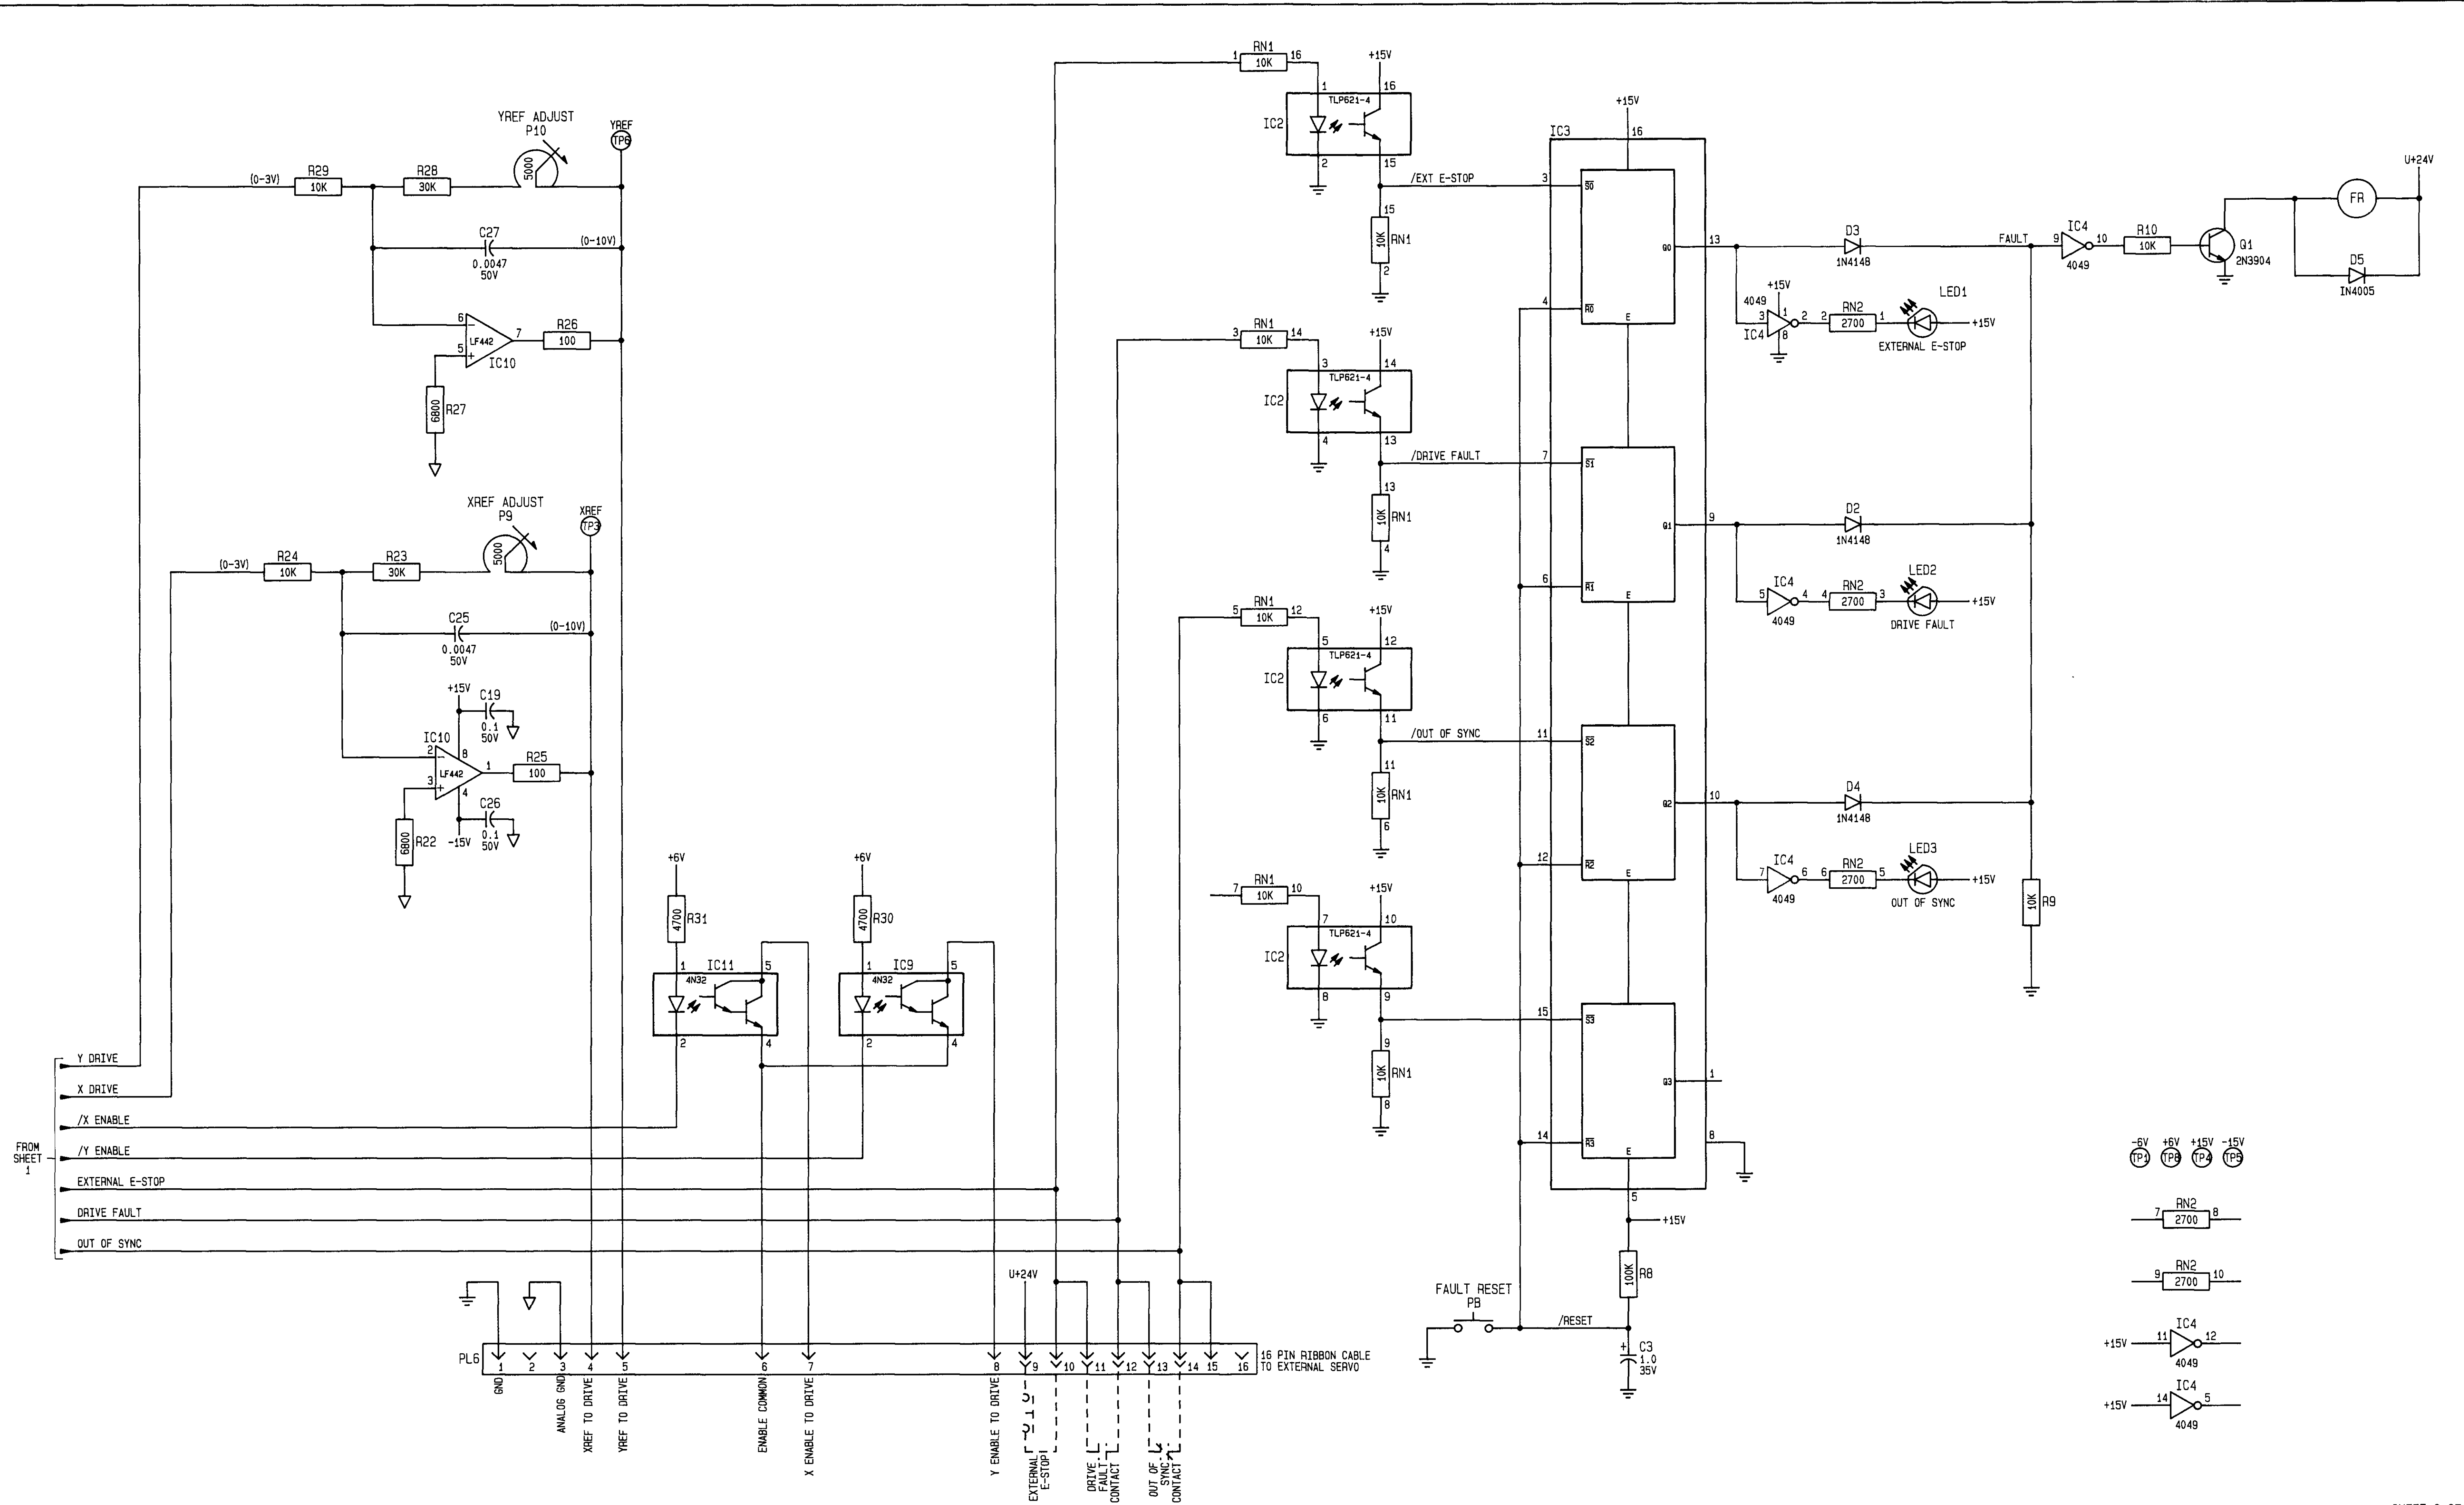 YREF ADJUST
P10
5000
YREF
TP6
(0-3V)
R29
10K
R28
30K
C27
0.0047
50V
(0-10V)
6
5
LF442
7
IC10
R26
100
6800
R27
XREF ADJUST
P9
5000
XREF
TP3
(0-3V)
R24
10K
R23
30K
C25
0.0047
50V
(0-10V)
+15V
C19
0.1
50V
IC10
2
8
LF442
1
3
4
R25
100
C26
0.1
50V
-15V
6800
R22
+6V
4700
R31
1
IC11
5
4N32
2
4
+6V
4700
R30
1
IC9
5
4N32
2
4
FROM
SHEET
1
Y DRIVE
X DRIVE
/X ENABLE
/Y ENABLE
EXTERNAL E-STOP
DRIVE FAULT
OUT OF SYNC
U+24V
PL6
1 2 3 4 5 6 7 8 9 10 11 12 13 14 15 16
16 PIN RIBBON CABLE
TO EXTERNAL SERVO
GND
ANALOG GND
XREF TO DRIVE
YREF TO DRIVE
ENABLE COMMON
X ENABLE TO DRIVE
Y ENABLE TO DRIVE
EXTERNAL
E-STOP
DRIVE
FAULT
CONTACT
OUT OF
SYNC
CONTACT
RN1
1 10K 16
+15V
1
16
TLP621-4
IC2
2
15
/EXT E-STOP
15
10K
RN1
2
RN1
3 10K 14
+15V
3
14
TLP621-4
IC2
4
13
/DRIVE FAULT
13
10K
RN1
4
RN1
5 10K 12
+15V
5
12
TLP621-4
IC2
6
11
/OUT OF SYNC
11
10K
RN1
6
RN1
7 10K 10
+15V
7
10
TLP621-4
IC2
8
9
9
10K
RN1
8
+15V
IC3
16
3
S0
Q0
13
4
R0
E
7
S1
Q1
9
6
R1
E
11
S2
Q2
10
12
R2
E
15
S3
Q3
1
14
R3
E
8
5
+15V
100K
R8
FAULT RESET
PB
/RESET
+
C3
1.0
35V
D3
1N4148
FAULT
+15V
4049
3
1
2
8
IC4
RN2
2 2700 1
LED1
+15V
EXTERNAL E-STOP
D2
1N4148
IC4
5
4
4049
RN2
4 2700 3
LED2
+15V
DRIVE FAULT
D4
1N4148
IC4
7
6
4049
RN2
6 2700 5
LED3
+15V
OUT OF SYNC
10K
R9
IC4
9
10
4049
R10
10K
Q1
2N3904
U+24V
FR
D5
IN4005
-6V +6V +15V -15V
TP1 TP8 TP4 TP5
RN2
7 2700 8
RN2
9 2700 10
IC4
+15V 11 12
4049
IC4
+15V 14 5
4049